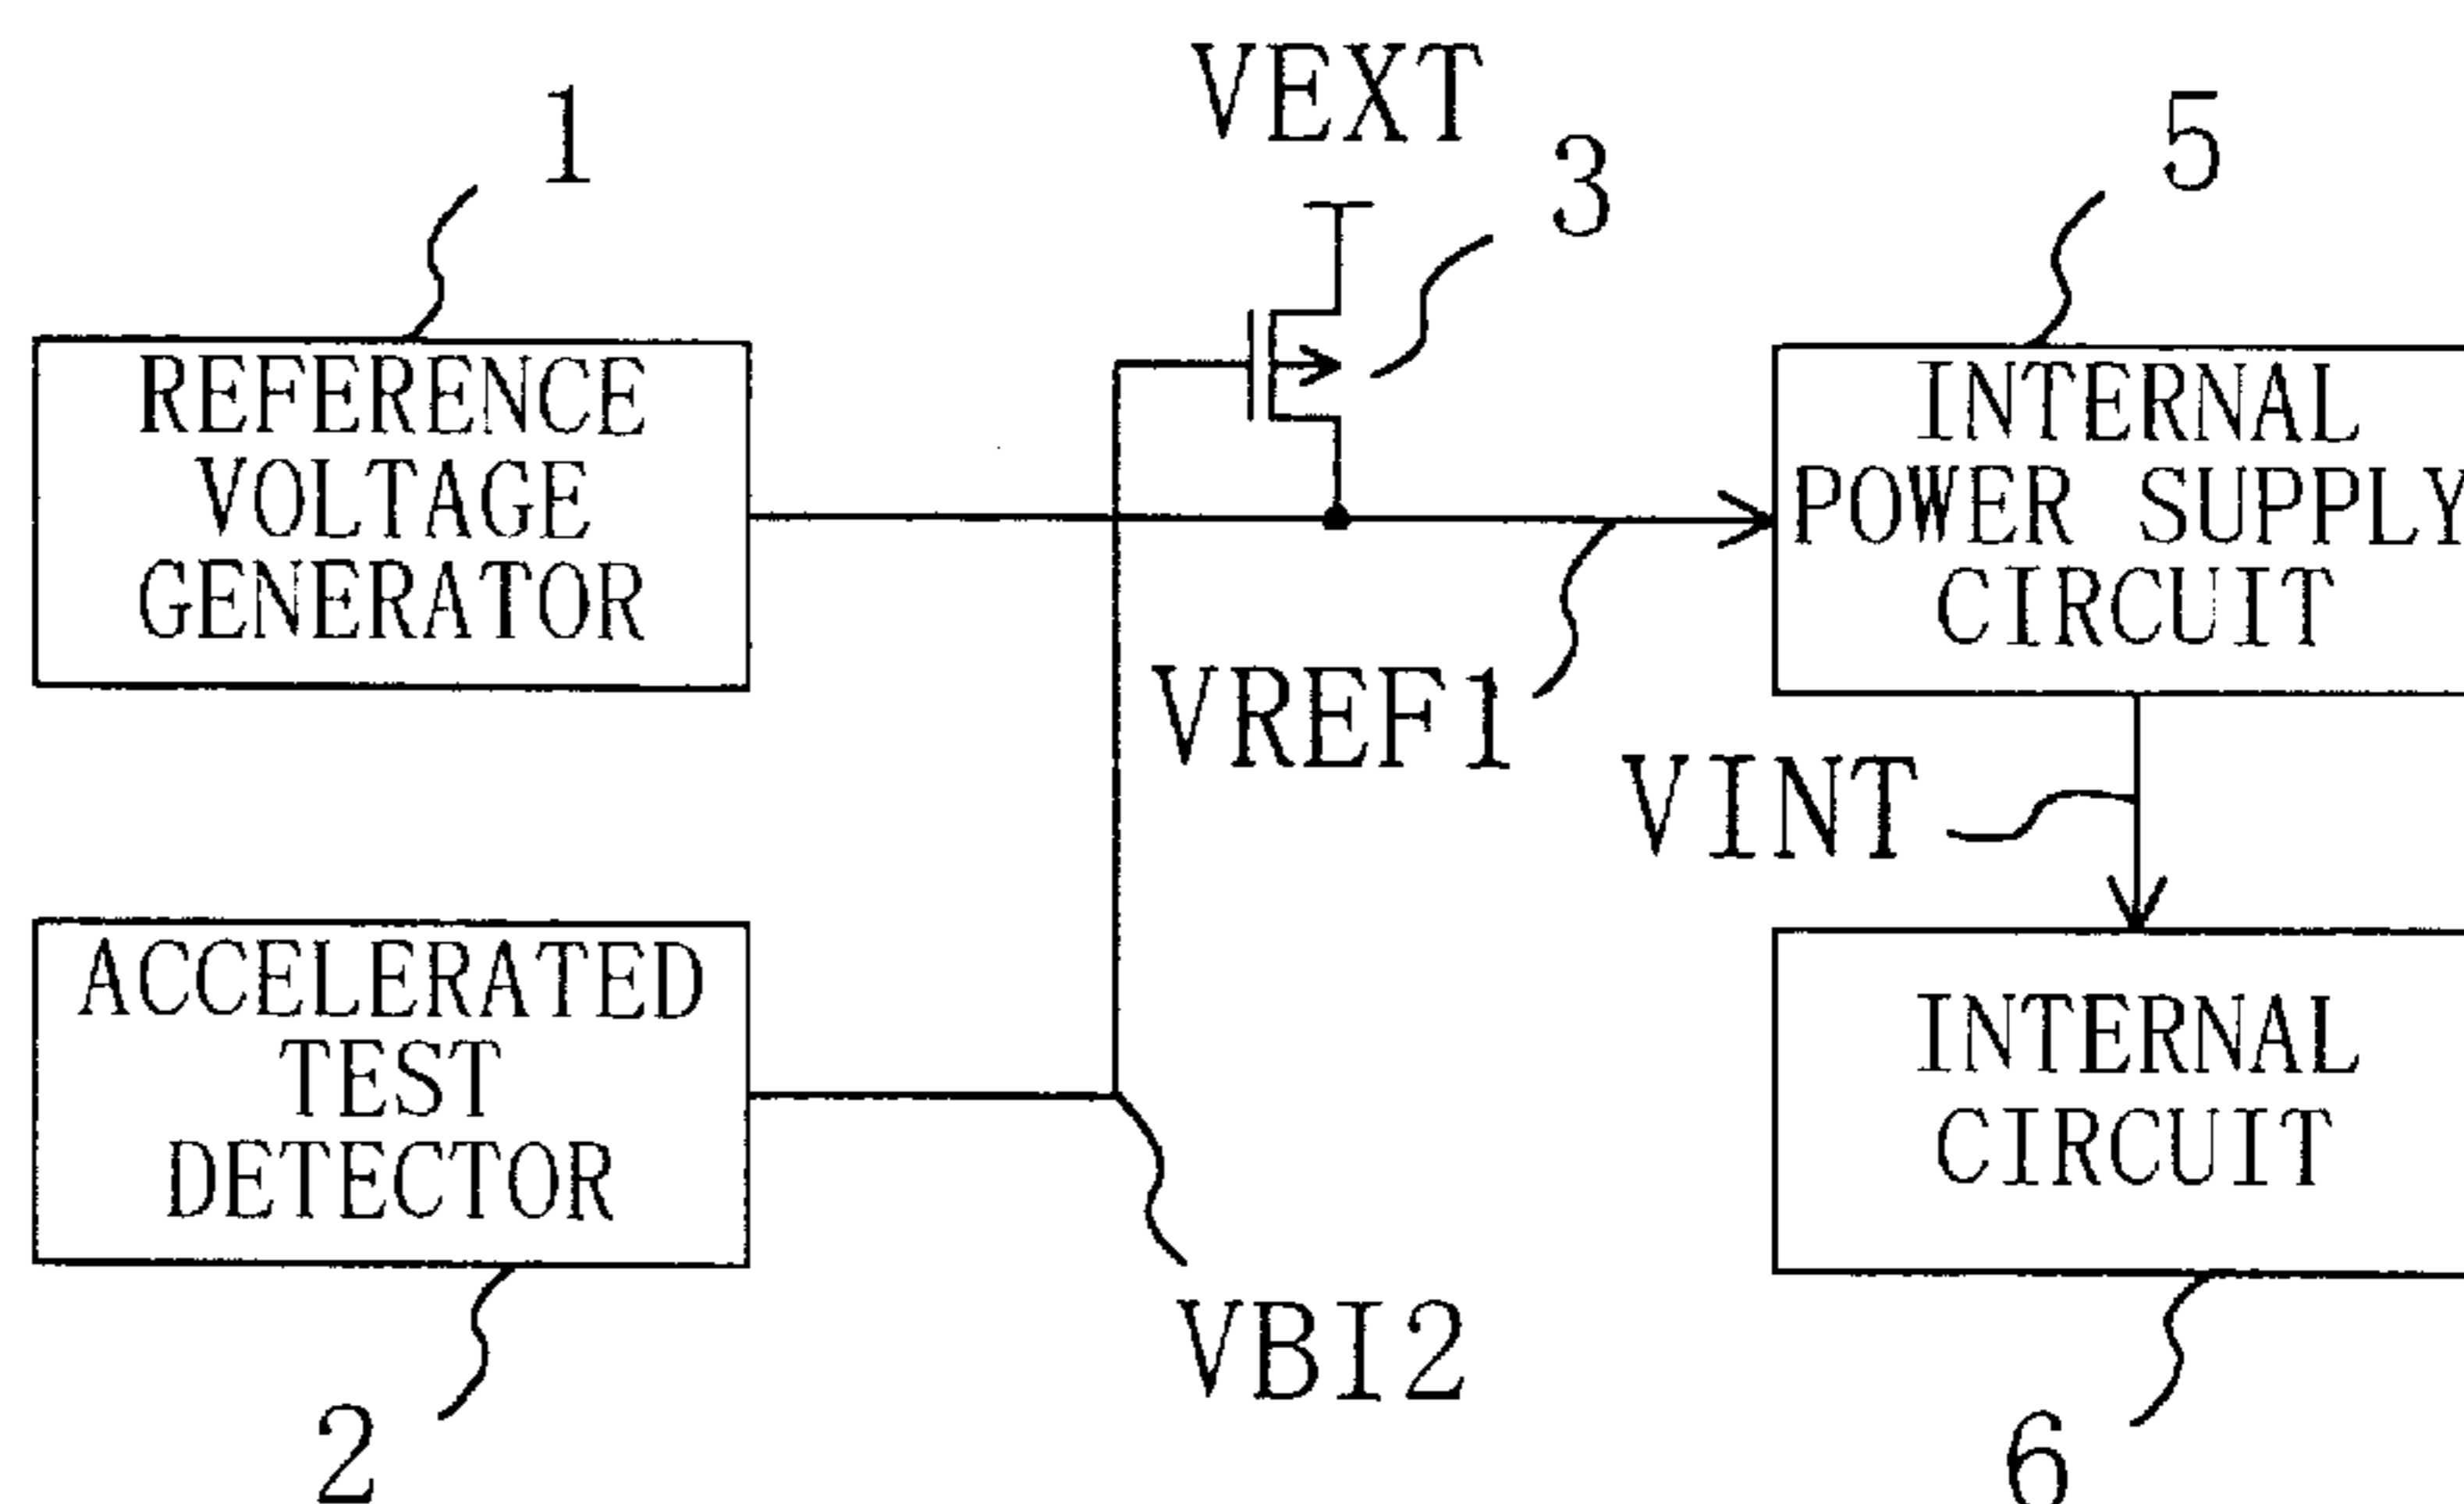 VEXT
1
3
5
REFERENCE
VOLTAGE
GENERATOR
INTERNAL
POWER SUPPLY
CIRCUIT
VREF1
VINT
ACCELERATED
TEST
DETECTOR
INTERNAL
CIRCUIT
VBI2
2
6